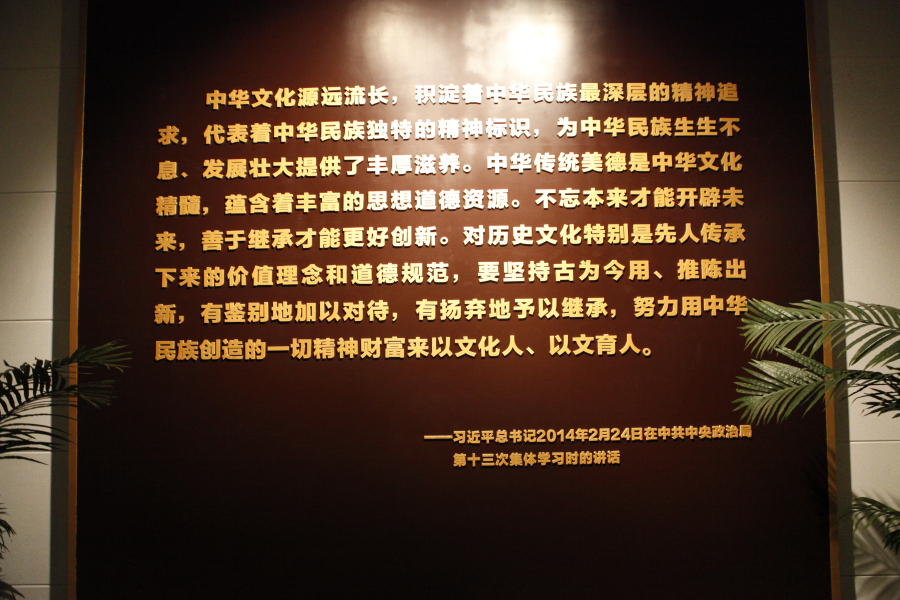 中华文化源远流长，积淀着中华民族最深层的精神追
求，代表着中华民族独特的精神标识，为中华民族生生不
息、发展壮大提供了丰厚滋养。中华传统美德是中华文化
精髓，蕴含着丰富的思想道德资源。不忘本来才能开辟未
来，善于继承才能更好创新。对历史文化特别是先人传承
下来的价值理念和道德规范，要坚持古为今用、推陈出
新，有鉴别地加以对待，有扬弃地予以继承，努力用中华
民族创造的一切精神财富来以文化人、以文育人。
——习近平总书记2014年2月24日在中共中央政治局
第十三次集体学习时的讲话